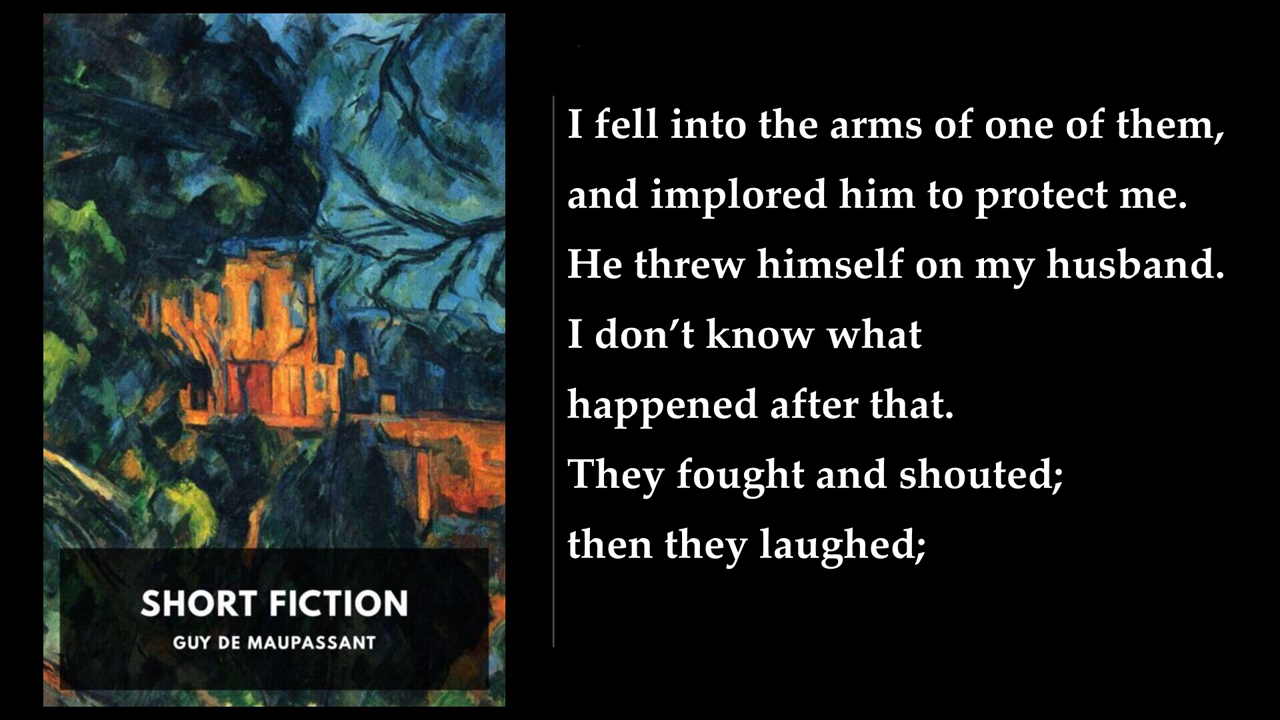 SHORT FICTION
GUY DE MAUPASSANT
I fell into the arms of one of them,
and implored him to protect me.
He threw himself on my husband.
I don’t know what
happened after that.
They fought and shouted;
then they laughed;